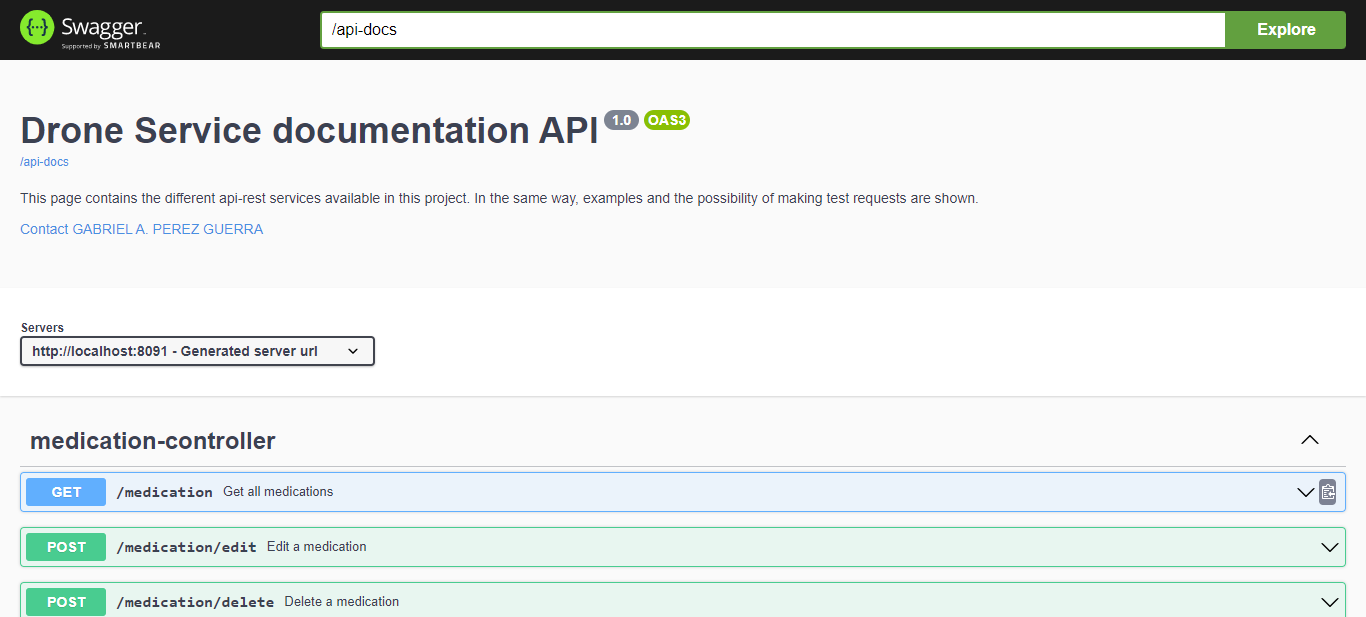 Swagger
Supported by SMARTBEAR
/api-docs
Explore
Drone Service documentation API 1.0 OAS3
/api-docs
This page contains the different api-rest services available in this project. In the same way, examples and the possibility of making test requests are shown.
Contact GABRIEL A. PEREZ GUERRA
Servers
http://localhost:8091 - Generated server url
medication-controller
GET /medication Get all medications
POST /medication/edit Edit a medication
POST /medication/delete Delete a medication